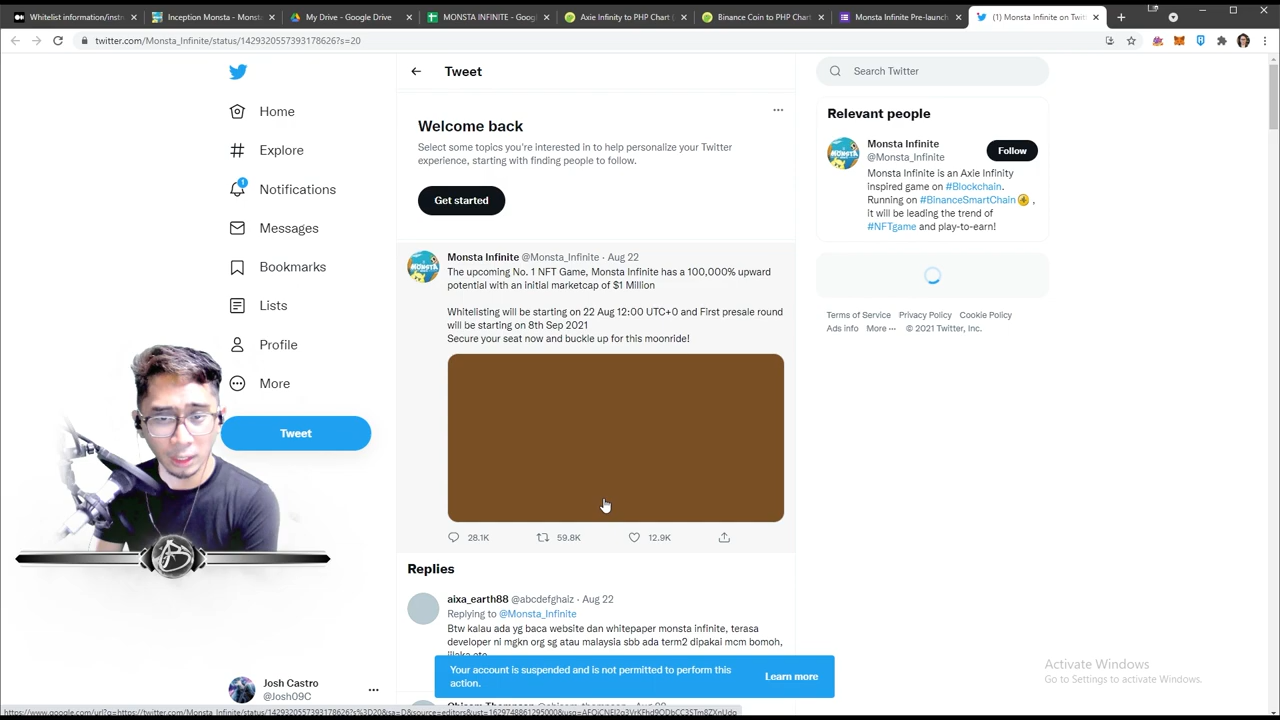 Whitelist information/instr
Inception Monsta - Monsta
My Drive - Google Drive
MONSTA INFINITE - Googl
Axie Infinity to PHP Chart (
Binance Coin to PHP Chart
Monsta Infinite Pre-launch
(1) Monsta Infinite on Twitt
twitter.com/Monsta_Infinite/status/1429320557393178626?s=20
Home
Explore
1
Notifications
Messages
Bookmarks
Lists
Profile
More
Tweet
Josh Castro
@Josh09C
Tweet
Welcome back
Select some topics you're interested in to help personalize your Twitter
experience, starting with finding people to follow.
Get started
Monsta Infinite @Monsta_Infinite · Aug 22
The upcoming No. 1 NFT Game, Monsta Infinite has a 100,000% upward
potential with an initial marketcap of $1 Million
Whitelisting will be starting on 22 Aug 12:00 UTC+0 and First presale round
will be starting on 8th Sep 2021
Secure your seat now and buckle up for this moonride!
28.1K
59.8K
12.9K
Replies
aixa_earth88 @abcdefghaiz · Aug 22
Replying to @Monsta_Infinite
Btw kalau ada yg baca website dan whitepaper monsta infinite, terasa
developer ni mgkn org sg atau malaysia sbb ada term2 dipakai mcm bomoh,
Your account is suspended and is not permitted to perform this
action.
Learn more
Search Twitter
Relevant people
MONSTA
Monsta Infinite
@Monsta_Infinite
Follow
Monsta Infinite is an Axie Infinity
inspired game on #Blockchain.
Running on #BinanceSmartChain ,
it will be leading the trend of
#NFTgame and play-to-earn!
Terms of Service Privacy Policy Cookie Policy
Ads info More ··· © 2021 Twitter, Inc.
Activate Windows
Go to Settings to activate Windows.